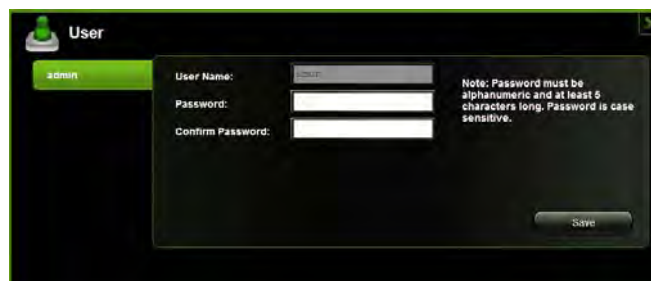 User
admin
User Name:
Password:
Confirm Password:
Note: Password must be
alphanumeric and at least 5
characters long. Password is case
sensitive.
Save